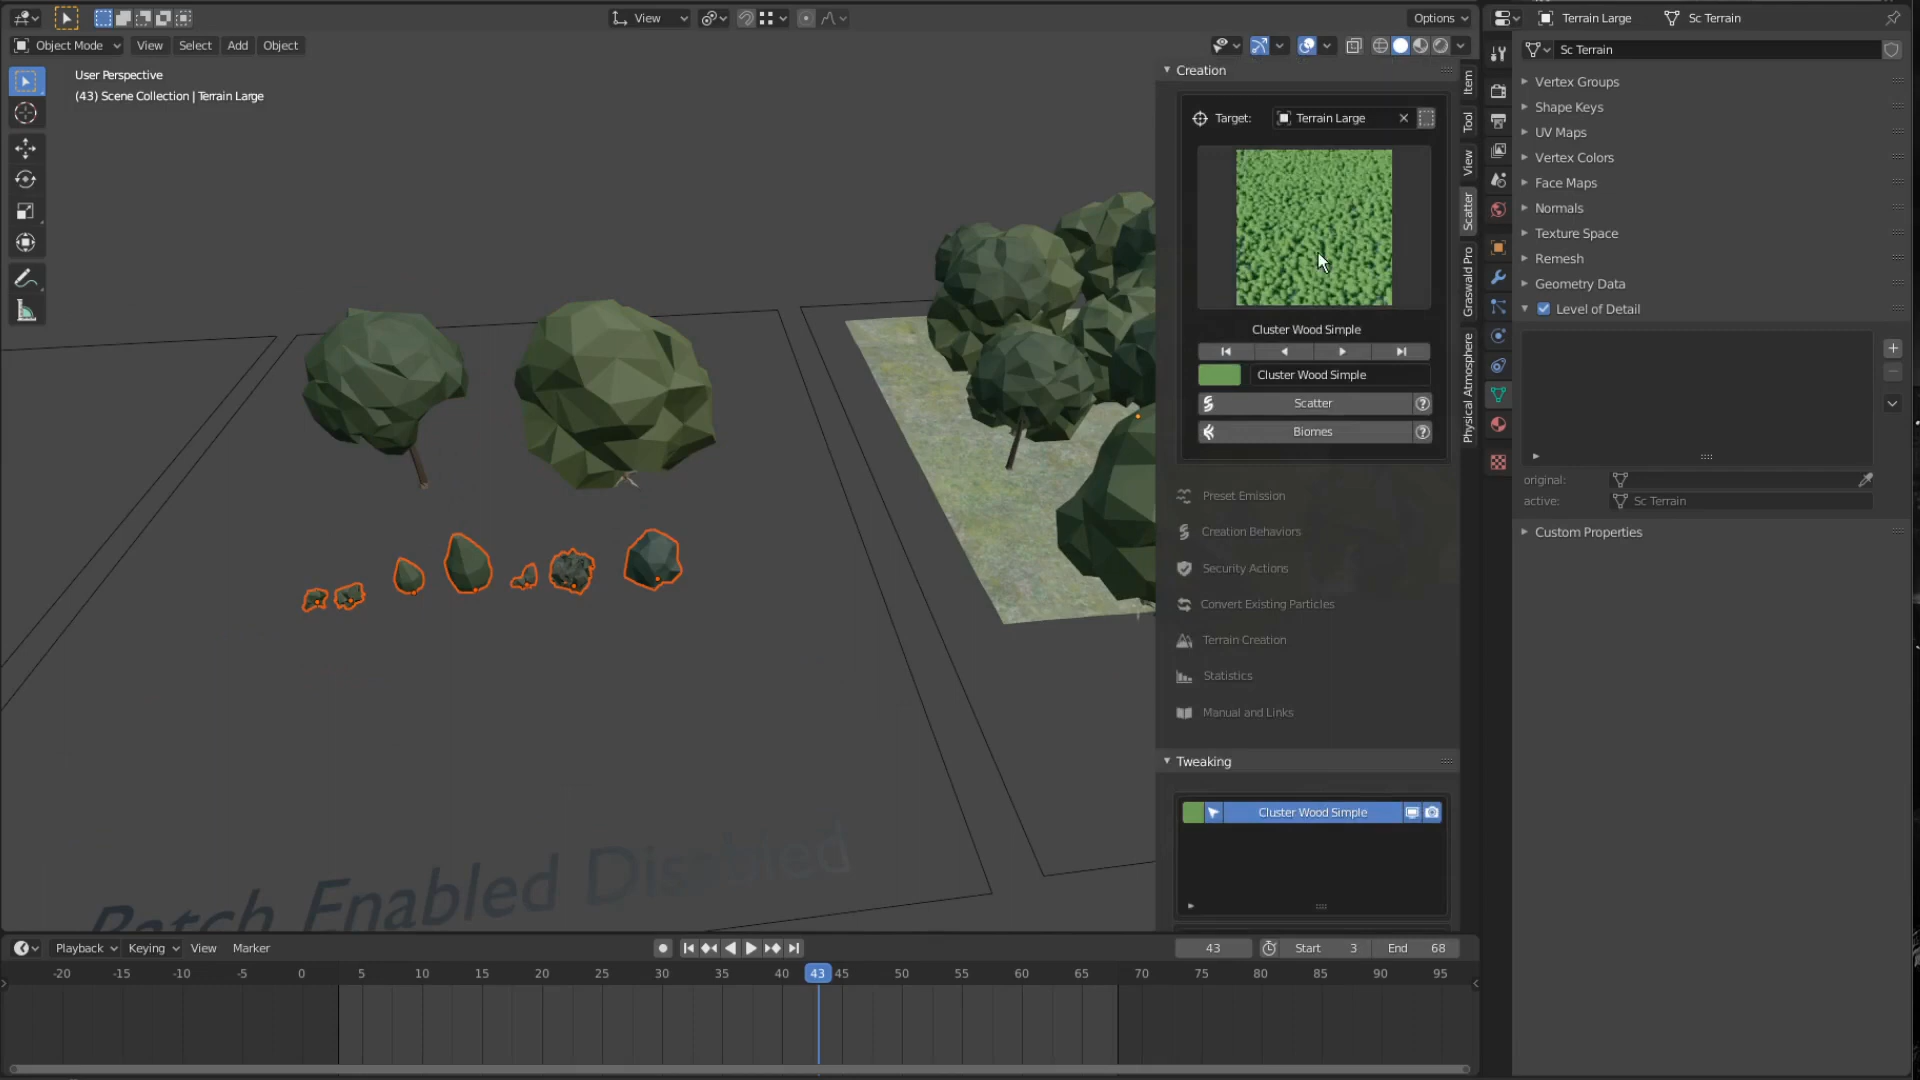 View
Options
Object Mode
View
Select
Add
Object
User Perspective
(43) Scene Collection | Terrain Large
Creation
Target:
Terrain Large
Cluster Wood Simple
Cluster Wood Simple
Scatter
?
Biomes
?
Preset Emission
Creation Behaviors
Security Actions
Convert Existing Particles
Terrain Creation
Statistics
Manual and Links
Tweaking
Cluster Wood Simple
Item
Tool
View
Scatter
Graswald Pro
Physical Atmosphere
Terrain Large
Sc Terrain
Sc Terrain
Vertex Groups
Shape Keys
UV Maps
Vertex Colors
Face Maps
Normals
Texture Space
Remesh
Geometry Data
Level of Detail
original:
active:
Sc Terrain
Custom Properties
Patch Enabled Disabled
Playback
Keying
View
Marker
43
Start 3
End 68
-20 -15 -10 -5 0 5 10 15 20 25 30 35 40 43 45 50 55 60 65 70 75 80 85 90 95